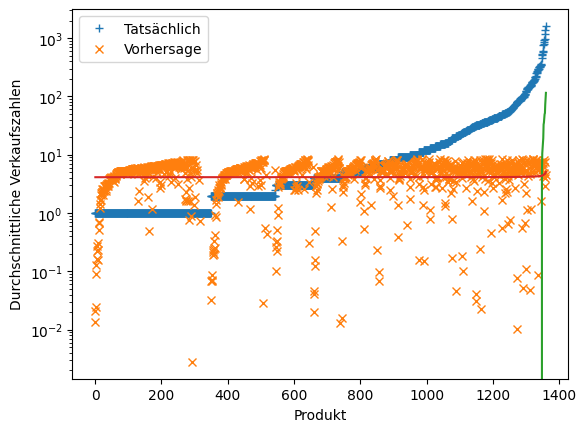 Tatsächlich
Vorhersage
Durchschnittliche Verkaufszahlen
10³
10²
10¹
10⁰
10⁻¹
10⁻²
0 200 400 600 800 1000 1200 1400
Produkt